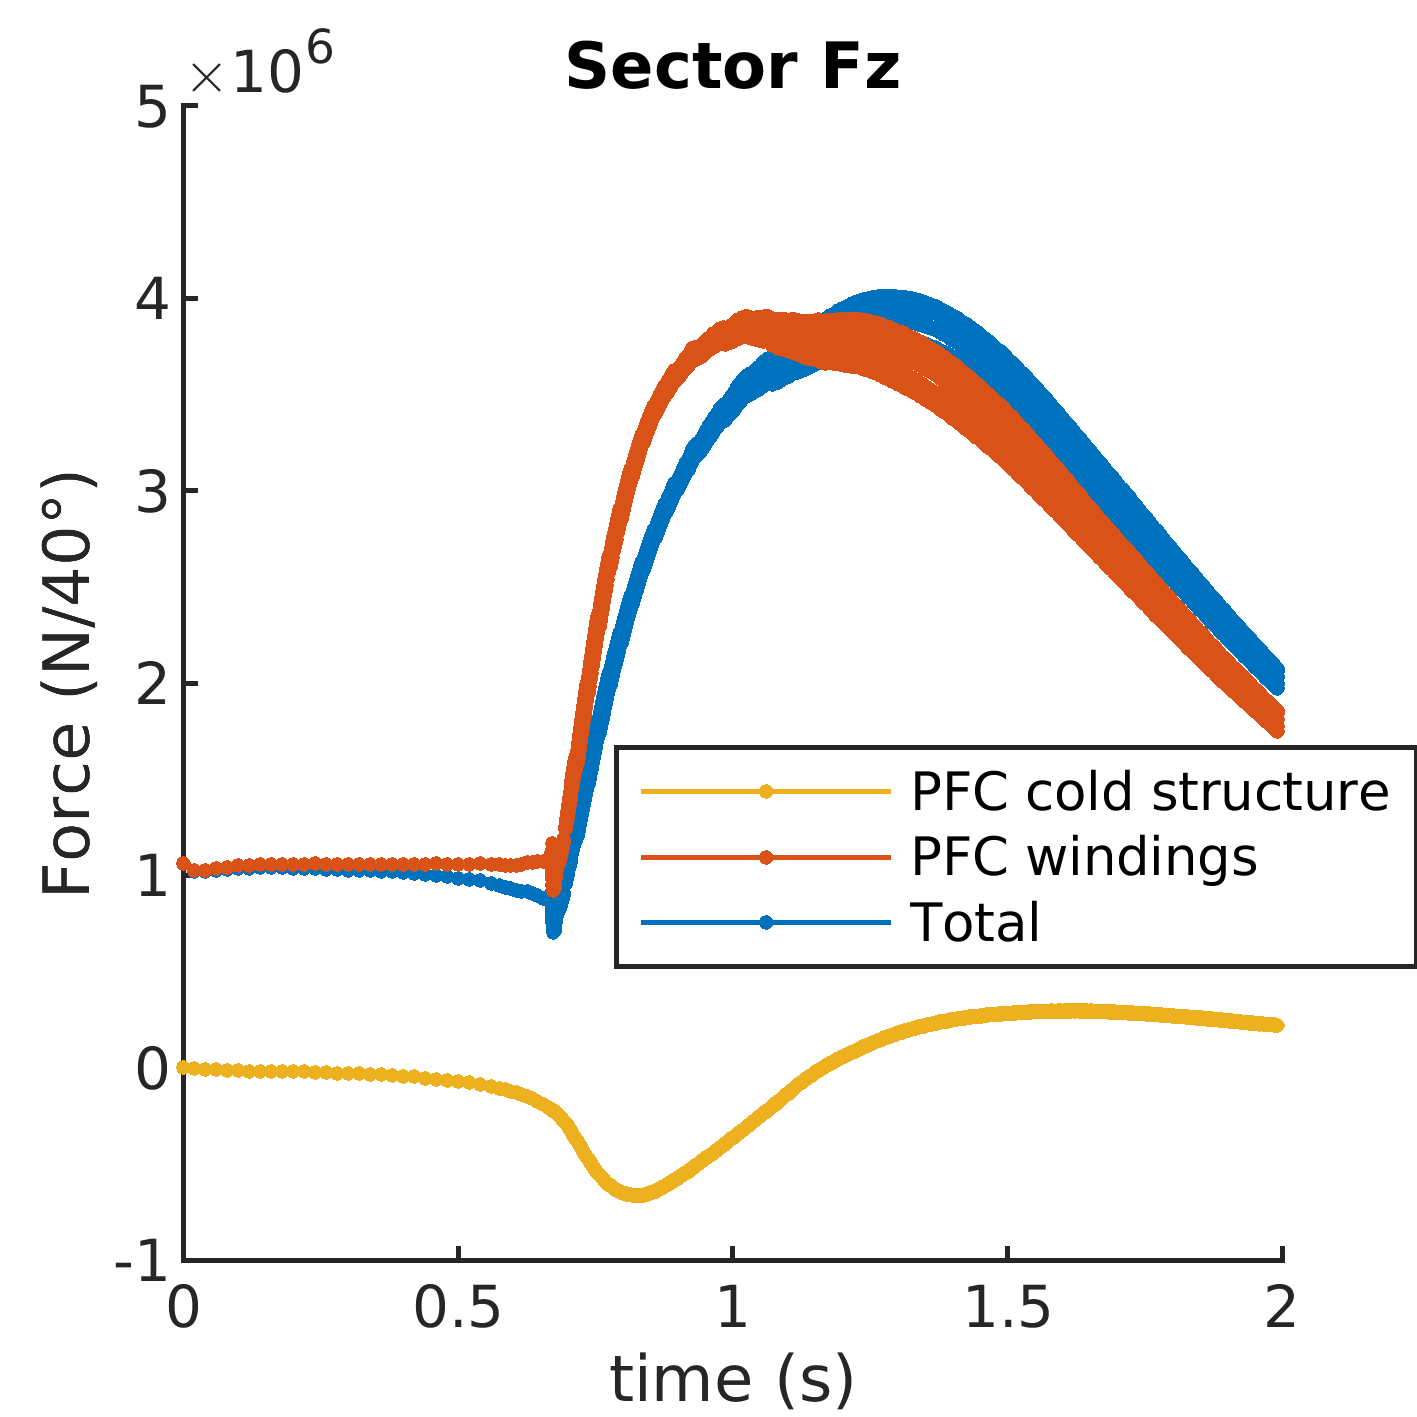 Sector Fz
×10^6
5
4
3
2
1
0
-1
Force (N/40°)
PFC cold structure
PFC windings
Total
0 0.5 1 1.5 2
time (s)